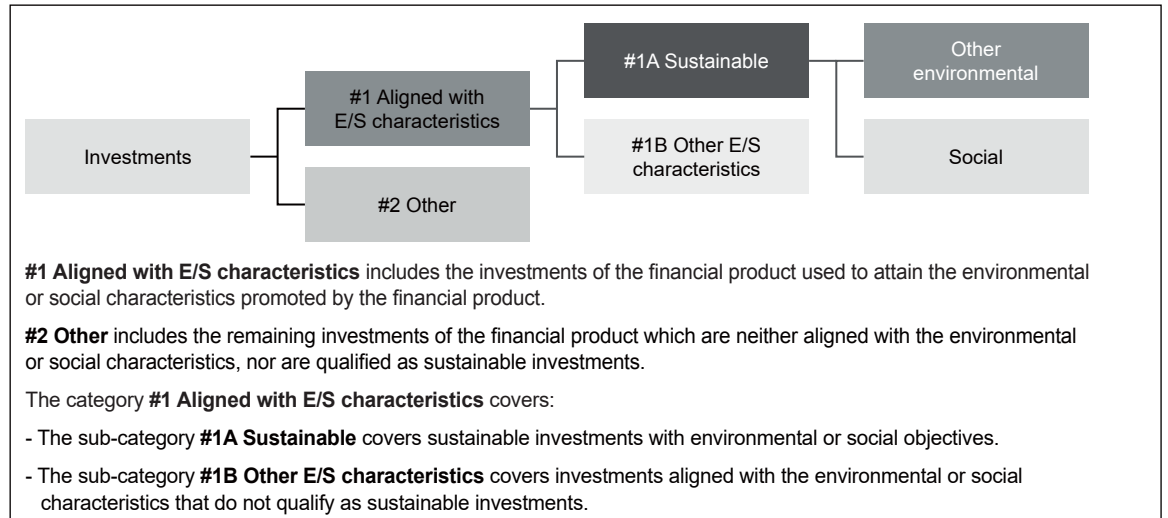 #1A Sustainable
Other
environmental
#1 Aligned with
E/S characteristics
Investments
#1B Other E/S
characteristics
Social
#2 Other
#1 Aligned with E/S characteristics includes the investments of the financial product used to attain the environmental
or social characteristics promoted by the financial product.
#2 Other includes the remaining investments of the financial product which are neither aligned with the environmental
or social characteristics, nor are qualified as sustainable investments.
The category #1 Aligned with E/S characteristics covers:
- The sub-category #1A Sustainable covers sustainable investments with environmental or social objectives.
- The sub-category #1B Other E/S characteristics covers investments aligned with the environmental or social
characteristics that do not qualify as sustainable investments.